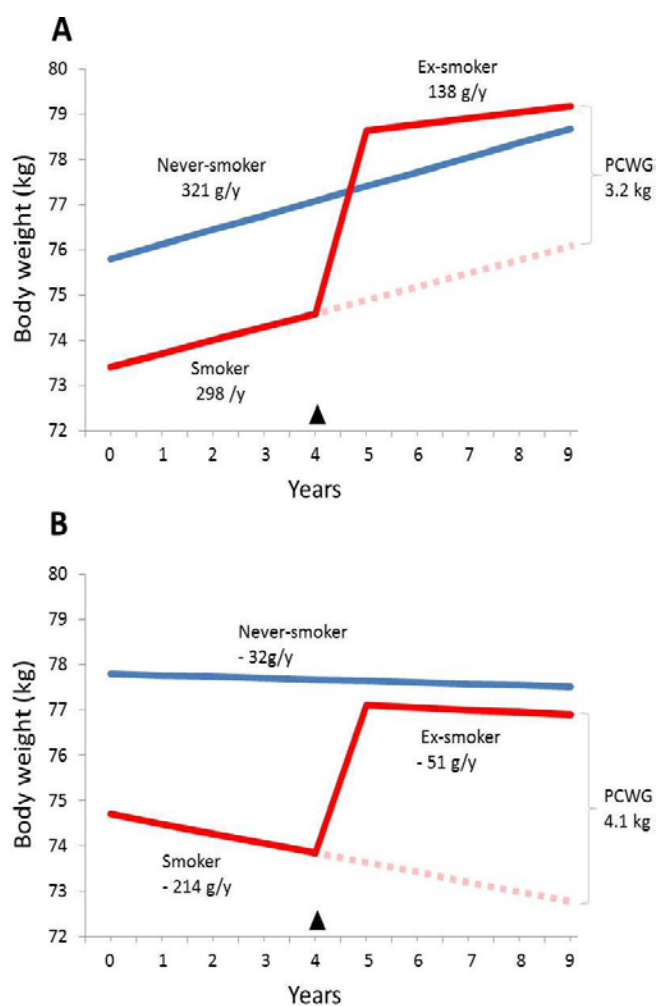 A
80
79
78
77
76
75
74
73
72
Body weight (kg)
Ex-smoker
138 g/y
Never-smoker
321 g/y
PCWG
3.2 kg
Smoker
298 /y
0 1 2 3 4 5 6 7 8 9
Years
B
80
79
78
77
76
75
74
73
72
Body weight (kg)
Never-smoker
- 32g/y
Ex-smoker
- 51 g/y
PCWG
4.1 kg
Smoker
- 214 g/y
0 1 2 3 4 5 6 7 8 9
Years